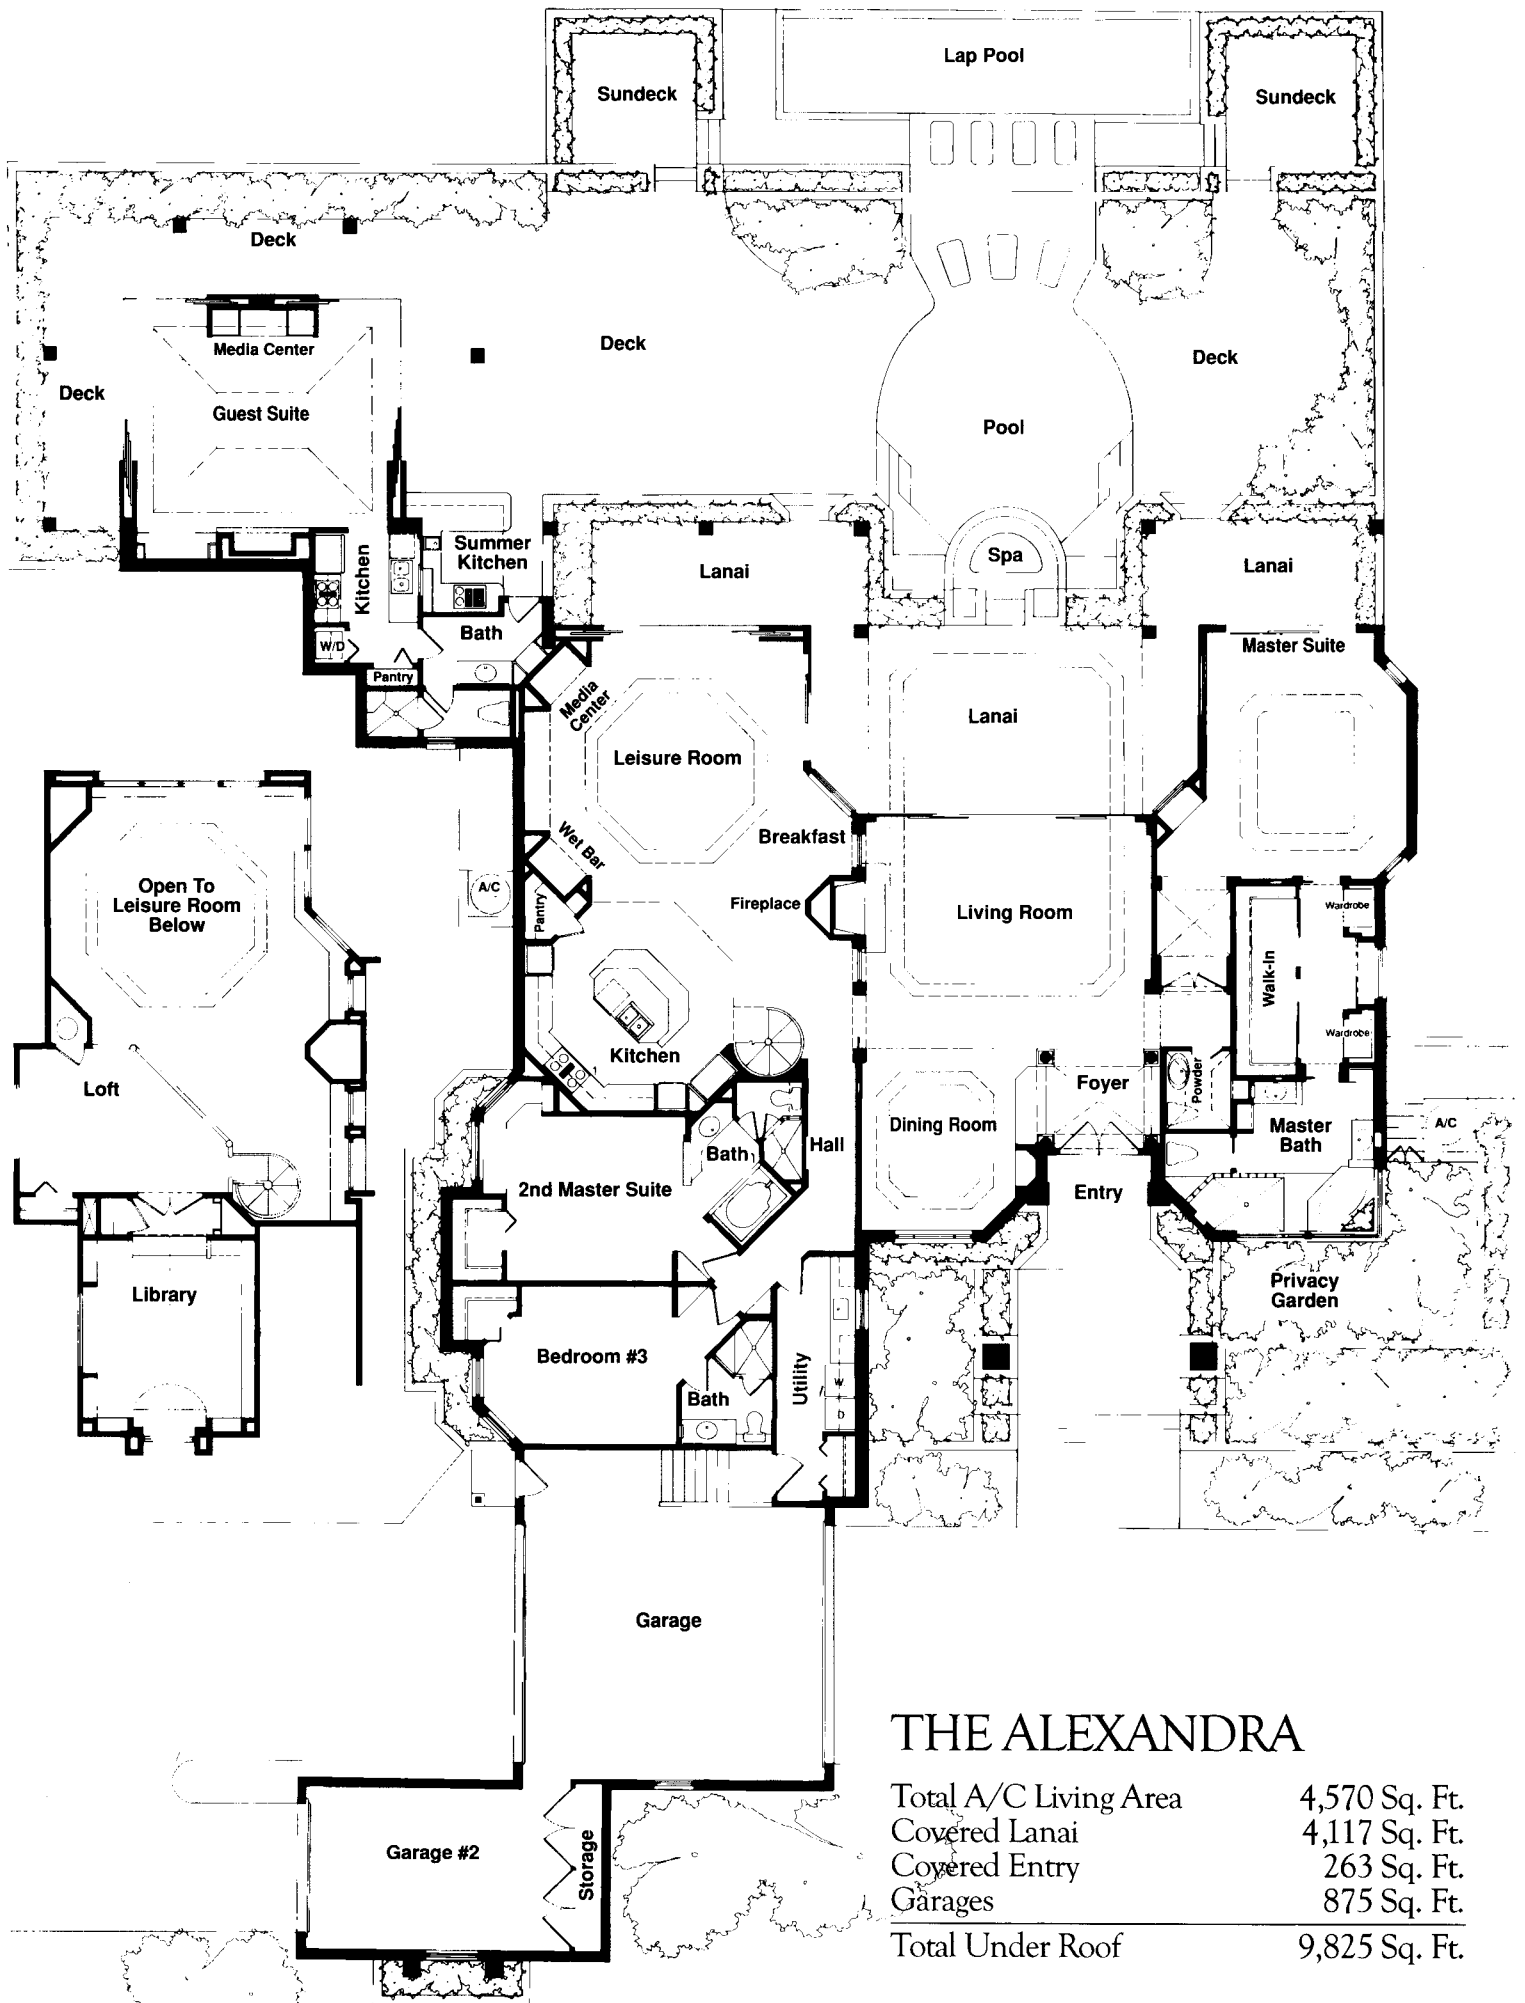 Lap Pool
Sundeck
Sundeck
Deck
Deck
Deck
Media Center
Deck
Guest Suite
Pool
Summer
Kitchen
Kitchen
Spa
Lanai
Lanai
Bath
W/D
Master Suite
Pantry
Media
Center
Lanai
Leisure Room
Wet Bar
Breakfast
Open To
Leisure Room
Below
A/C
Pantry
Fireplace
Living Room
Wardrobe
Walk-In
Wardrobe
Kitchen
Loft
Foyer
Powder
Dining Room
Master
Bath
A/C
Bath
Hall
2nd Master Suite
Entry
Library
Privacy
Garden
Bedroom #3
Utility
W
D
Bath
Garage
Garage #2
Storage
THE ALEXANDRA
Total A/C Living Area 4,570 Sq. Ft.
Covered Lanai 4,117 Sq. Ft.
Covered Entry 263 Sq. Ft.
Garages 875 Sq. Ft.
Total Under Roof 9,825 Sq. Ft.